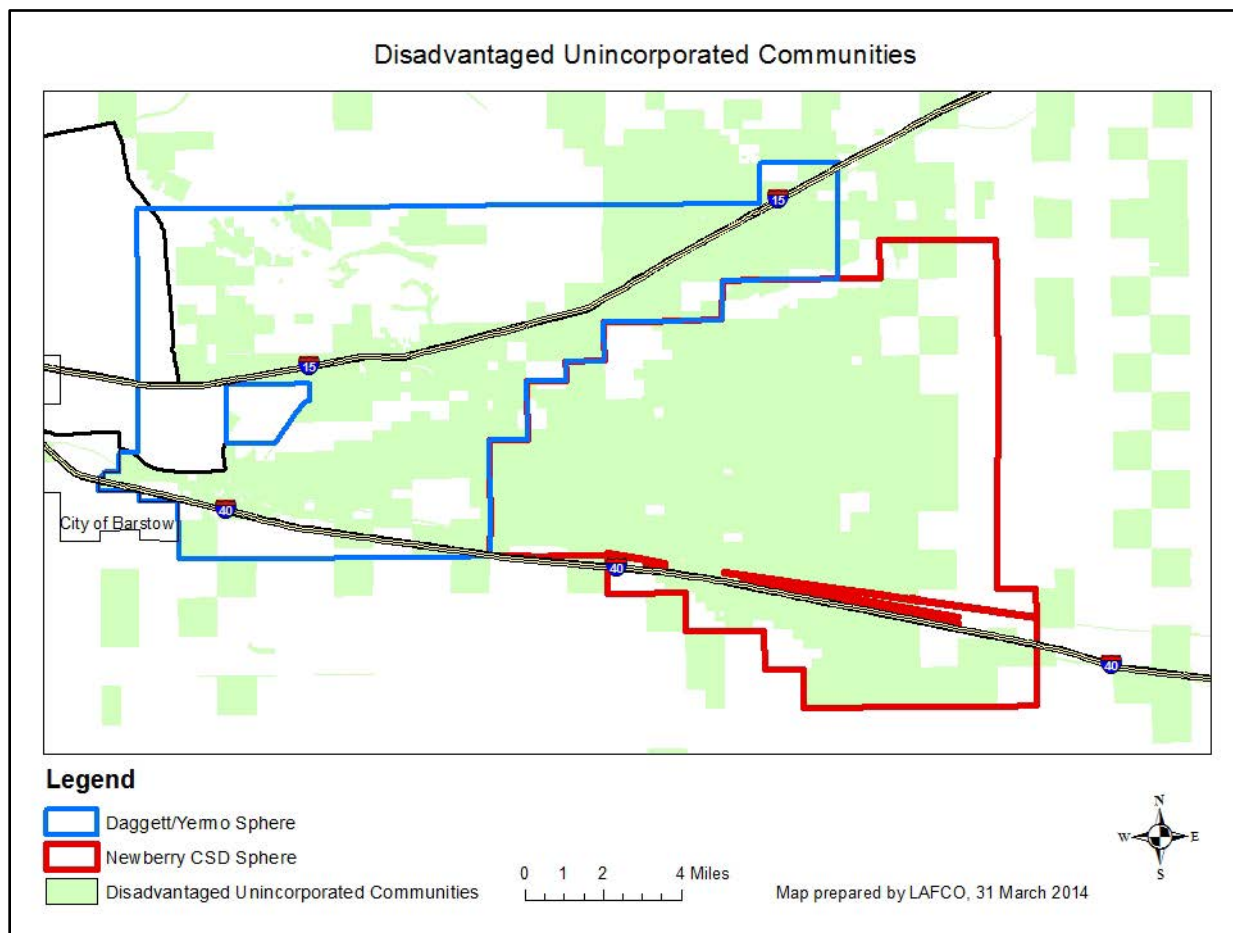 Disadvantaged Unincorporated Communities
15
15
40
City of Barstow
40
40
Legend
Daggett/Yermo Sphere
Newberry CSD Sphere
Disadvantaged Unincorporated Communities
0 1 2 4 Miles
N
W E
S
Map prepared by LAFCO, 31 March 2014